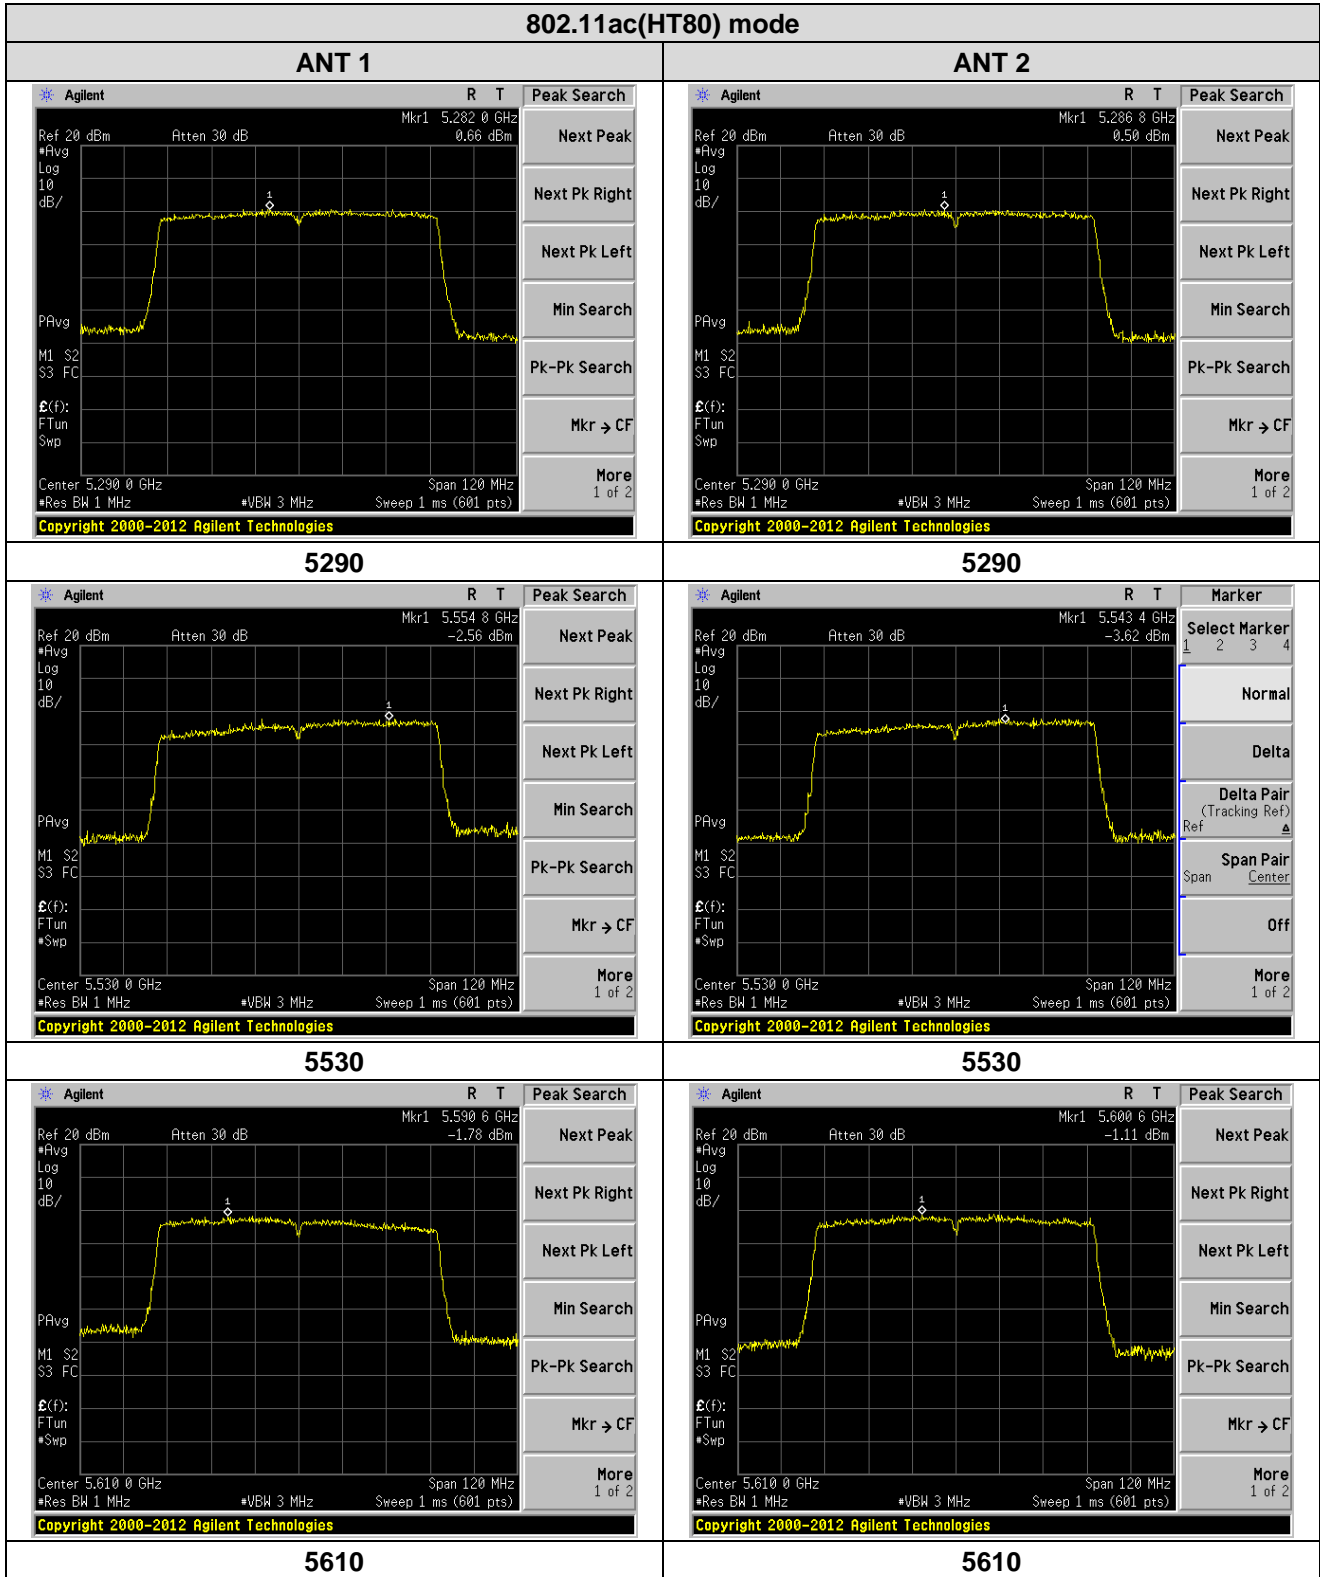 802.11ac(HT80) mode
ANT 1
ANT 2
Agilent R T Peak Search
Mkr1 5.282 0 GHz
Ref 20 dBm Atten 30 dB 0.66 dBm
#Avg
Log
10
dB/
1
PAvg
M1 S2
S3 FC
£(f):
FTun
Swp
Center 5.290 0 GHz Span 120 MHz
#Res BW 1 MHz #VBW 3 MHz Sweep 1 ms (601 pts)
Copyright 2000-2012 Agilent Technologies
Next Peak
Next Pk Right
Next Pk Left
Min Search
Pk-Pk Search
Mkr → CF
More
1 of 2
Agilent R T Peak Search
Mkr1 5.286 8 GHz
Ref 20 dBm Atten 30 dB 0.50 dBm
#Avg
Log
10
dB/
1
PAvg
M1 S2
S3 FC
£(f):
FTun
Swp
Center 5.290 0 GHz Span 120 MHz
#Res BW 1 MHz #VBW 3 MHz Sweep 1 ms (601 pts)
Copyright 2000-2012 Agilent Technologies
Next Peak
Next Pk Right
Next Pk Left
Min Search
Pk-Pk Search
Mkr → CF
More
1 of 2
5290
5290
Agilent R T Peak Search
Mkr1 5.554 8 GHz
Ref 20 dBm Atten 30 dB -2.56 dBm
#Avg
Log
10
dB/
1
PAvg
M1 S2
S3 FC
£(f):
FTun
#Swp
Center 5.530 0 GHz Span 120 MHz
#Res BW 1 MHz #VBW 3 MHz Sweep 1 ms (601 pts)
Copyright 2000-2012 Agilent Technologies
Next Peak
Next Pk Right
Next Pk Left
Min Search
Pk-Pk Search
Mkr → CF
More
1 of 2
Agilent R T Marker
Mkr1 5.543 4 GHz
Ref 20 dBm Atten 30 dB -3.62 dBm
#Avg
Log
10
dB/
1
PAvg
M1 S2
S3 FC
£(f):
FTun
#Swp
Center 5.530 0 GHz Span 120 MHz
#Res BW 1 MHz #VBW 3 MHz Sweep 1 ms (601 pts)
Copyright 2000-2012 Agilent Technologies
Select Marker
1 2 3 4
Normal
Delta
Delta Pair
(Tracking Ref)
Ref Δ
Span Pair
Span Center
Off
More
1 of 2
5530
5530
Agilent R T Peak Search
Mkr1 5.590 6 GHz
Ref 20 dBm Atten 30 dB -1.78 dBm
#Avg
Log
10
dB/
1
PAvg
M1 S2
S3 FC
£(f):
FTun
#Swp
Center 5.610 0 GHz Span 120 MHz
#Res BW 1 MHz #VBW 3 MHz Sweep 1 ms (601 pts)
Copyright 2000-2012 Agilent Technologies
Next Peak
Next Pk Right
Next Pk Left
Min Search
Pk-Pk Search
Mkr → CF
More
1 of 2
Agilent R T Peak Search
Mkr1 5.600 6 GHz
Ref 20 dBm Atten 30 dB -1.11 dBm
#Avg
Log
10
dB/
1
PAvg
M1 S2
S3 FC
£(f):
FTun
#Swp
Center 5.610 0 GHz Span 120 MHz
#Res BW 1 MHz #VBW 3 MHz Sweep 1 ms (601 pts)
Copyright 2000-2012 Agilent Technologies
Next Peak
Next Pk Right
Next Pk Left
Min Search
Pk-Pk Search
Mkr → CF
More
1 of 2
5610
5610